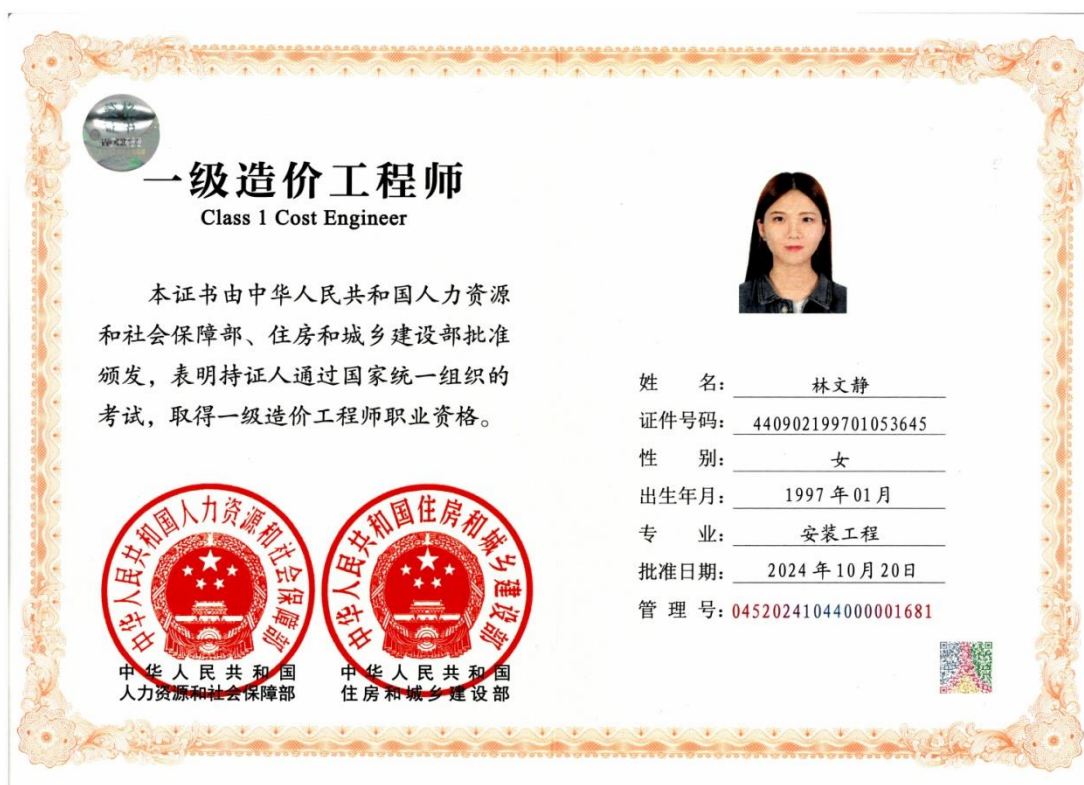 一级造价工程师
Class 1 Cost Engineer
本证书由中华人民共和国人力资源
和社会保障部、住房和城乡建设部批准
颁发，表明持证人通过国家统一组织的
考试，取得一级造价工程师职业资格。
中华人民共和国人力资源和社会保障部
中华人民共和国住房和城乡建设部
中华人民共和国
人力资源和社会保障部
中华人民共和国
住房和城乡建设部
姓 名： 林文静
证件号码： 440902199701053645
性 别： 女
出生年月： 1997年01月
专 业： 安装工程
批准日期： 2024年10月20日
管 理 号：04520241044000001681